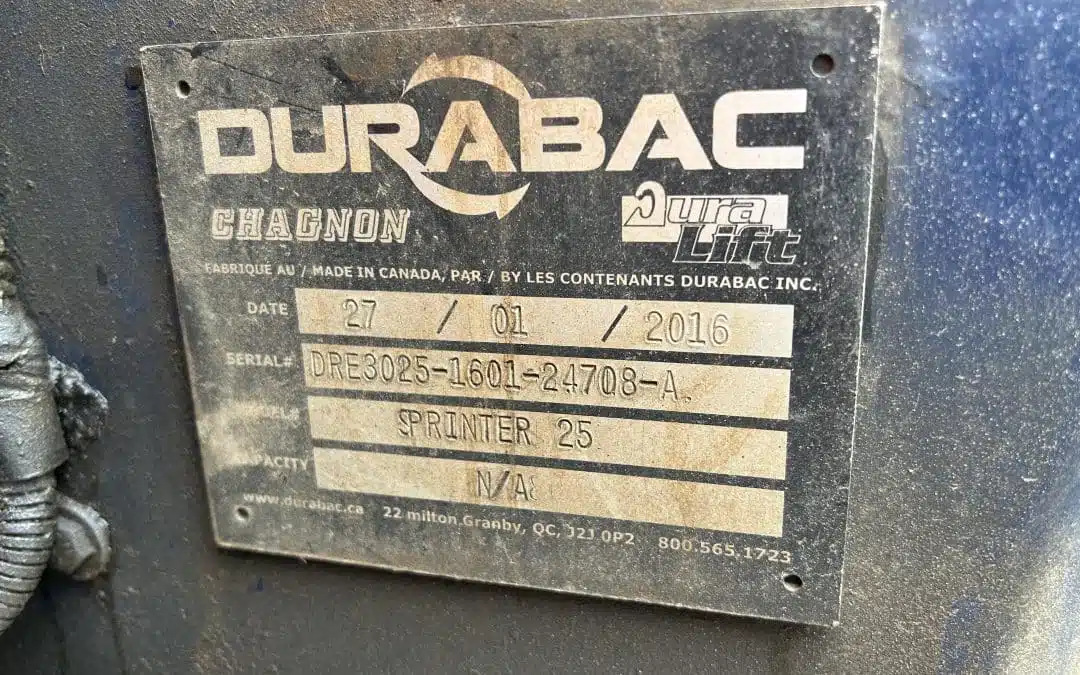 DURABAC
CHAGNON
Dura Lift
FABRIQUE AU / MADE IN CANADA, PAR / BY LES CONTENANTS DURABAC INC.
DATE 27 / 01 / 2016
SERIAL# DRE3025-1601-24708-A
SPRINTER 25
CAPACITY N/A
www.durabac.ca 22 milton Granby, QC, J2J 0P2 800.565.1723